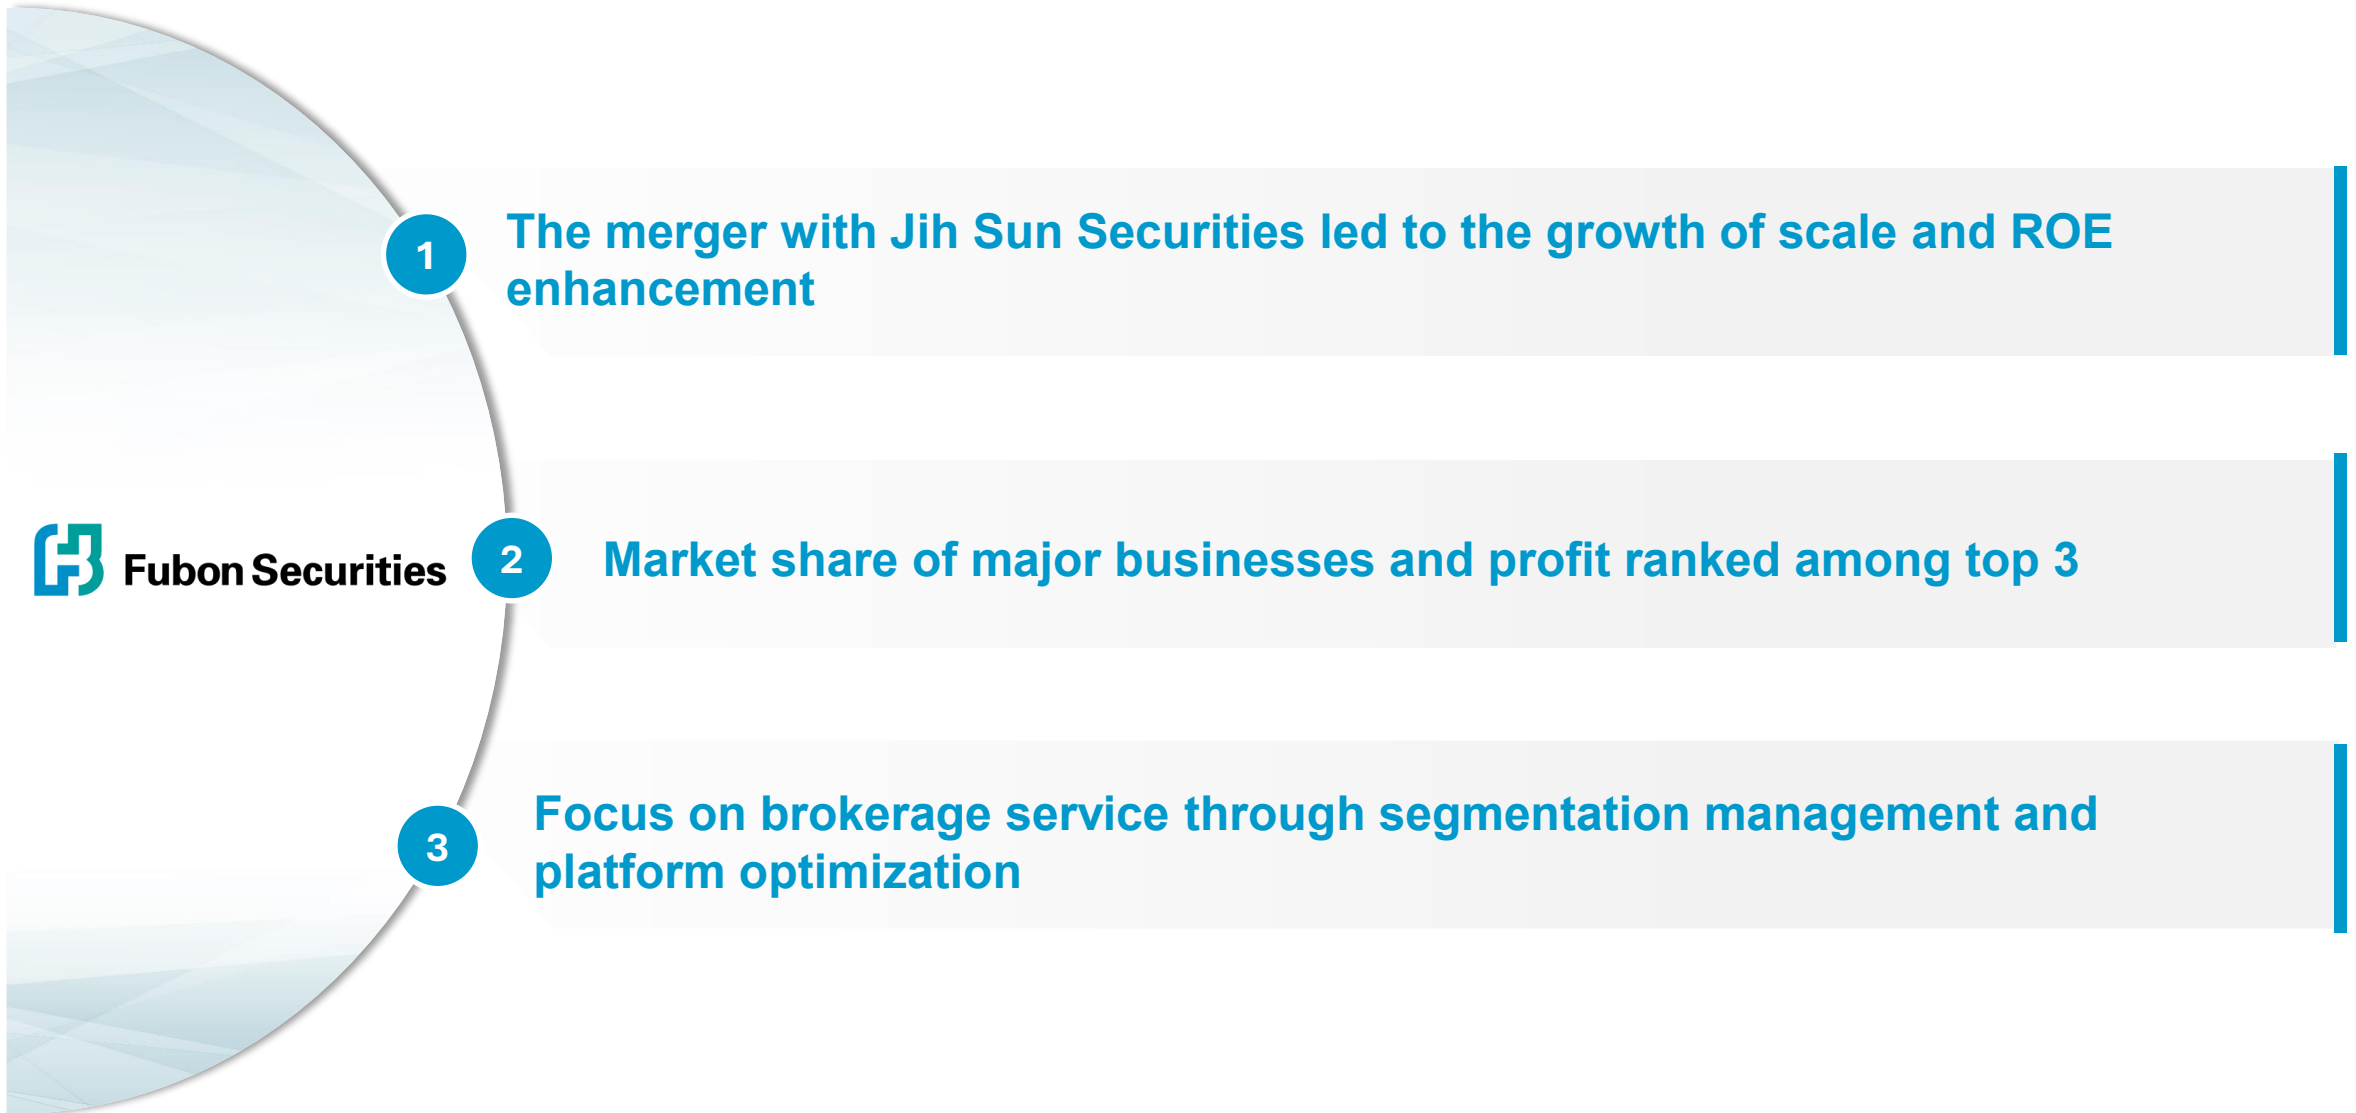 1
The merger with Jih Sun Securities led to the growth of scale and ROE
enhancement
Fubon Securities
2
Market share of major businesses and profit ranked among top 3
3
Focus on brokerage service through segmentation management and
platform optimization